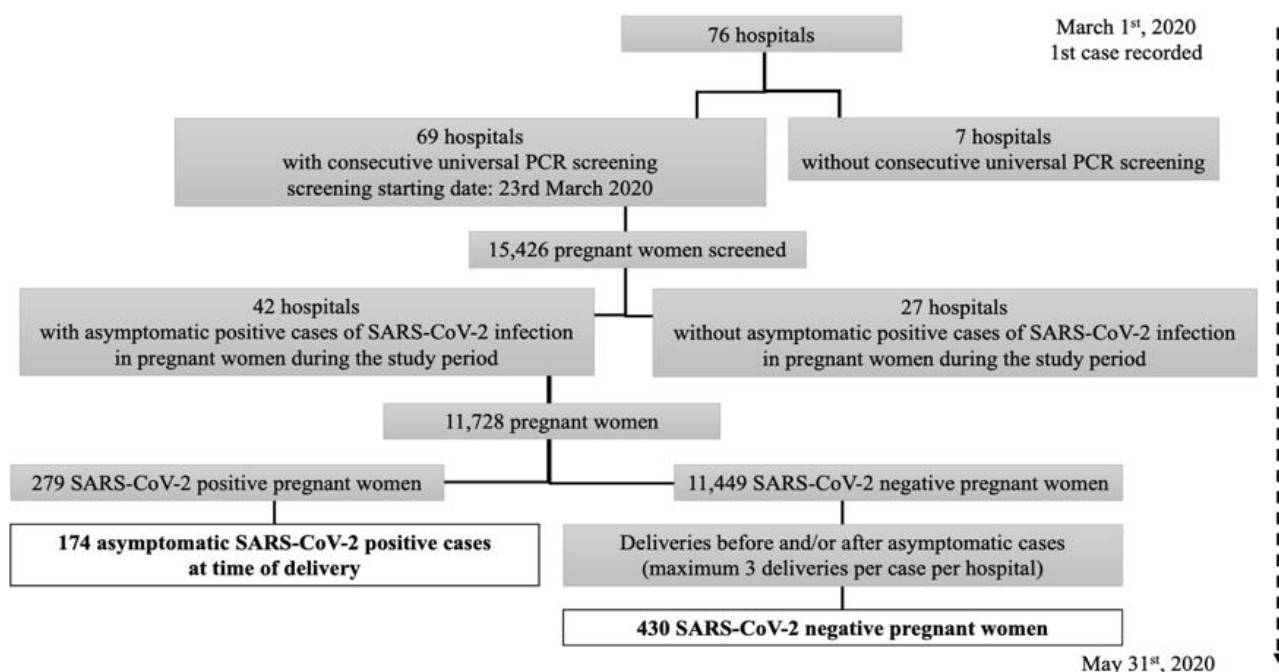 76 hospitals
March 1st, 2020
1st case recorded
69 hospitals
with consecutive universal PCR screening
screening starting date: 23rd March 2020
7 hospitals
without consecutive universal PCR screening
15,426 pregnant women screened
42 hospitals
with asymptomatic positive cases of SARS-CoV-2 infection
in pregnant women during the study period
27 hospitals
without asymptomatic positive cases of SARS-CoV-2 infection
in pregnant women during the study period
11,728 pregnant women
279 SARS-CoV-2 positive pregnant women
11,449 SARS-CoV-2 negative pregnant women
174 asymptomatic SARS-CoV-2 positive cases
at time of delivery
Deliveries before and/or after asymptomatic cases
(maximum 3 deliveries per case per hospital)
430 SARS-CoV-2 negative pregnant women
May 31st, 2020